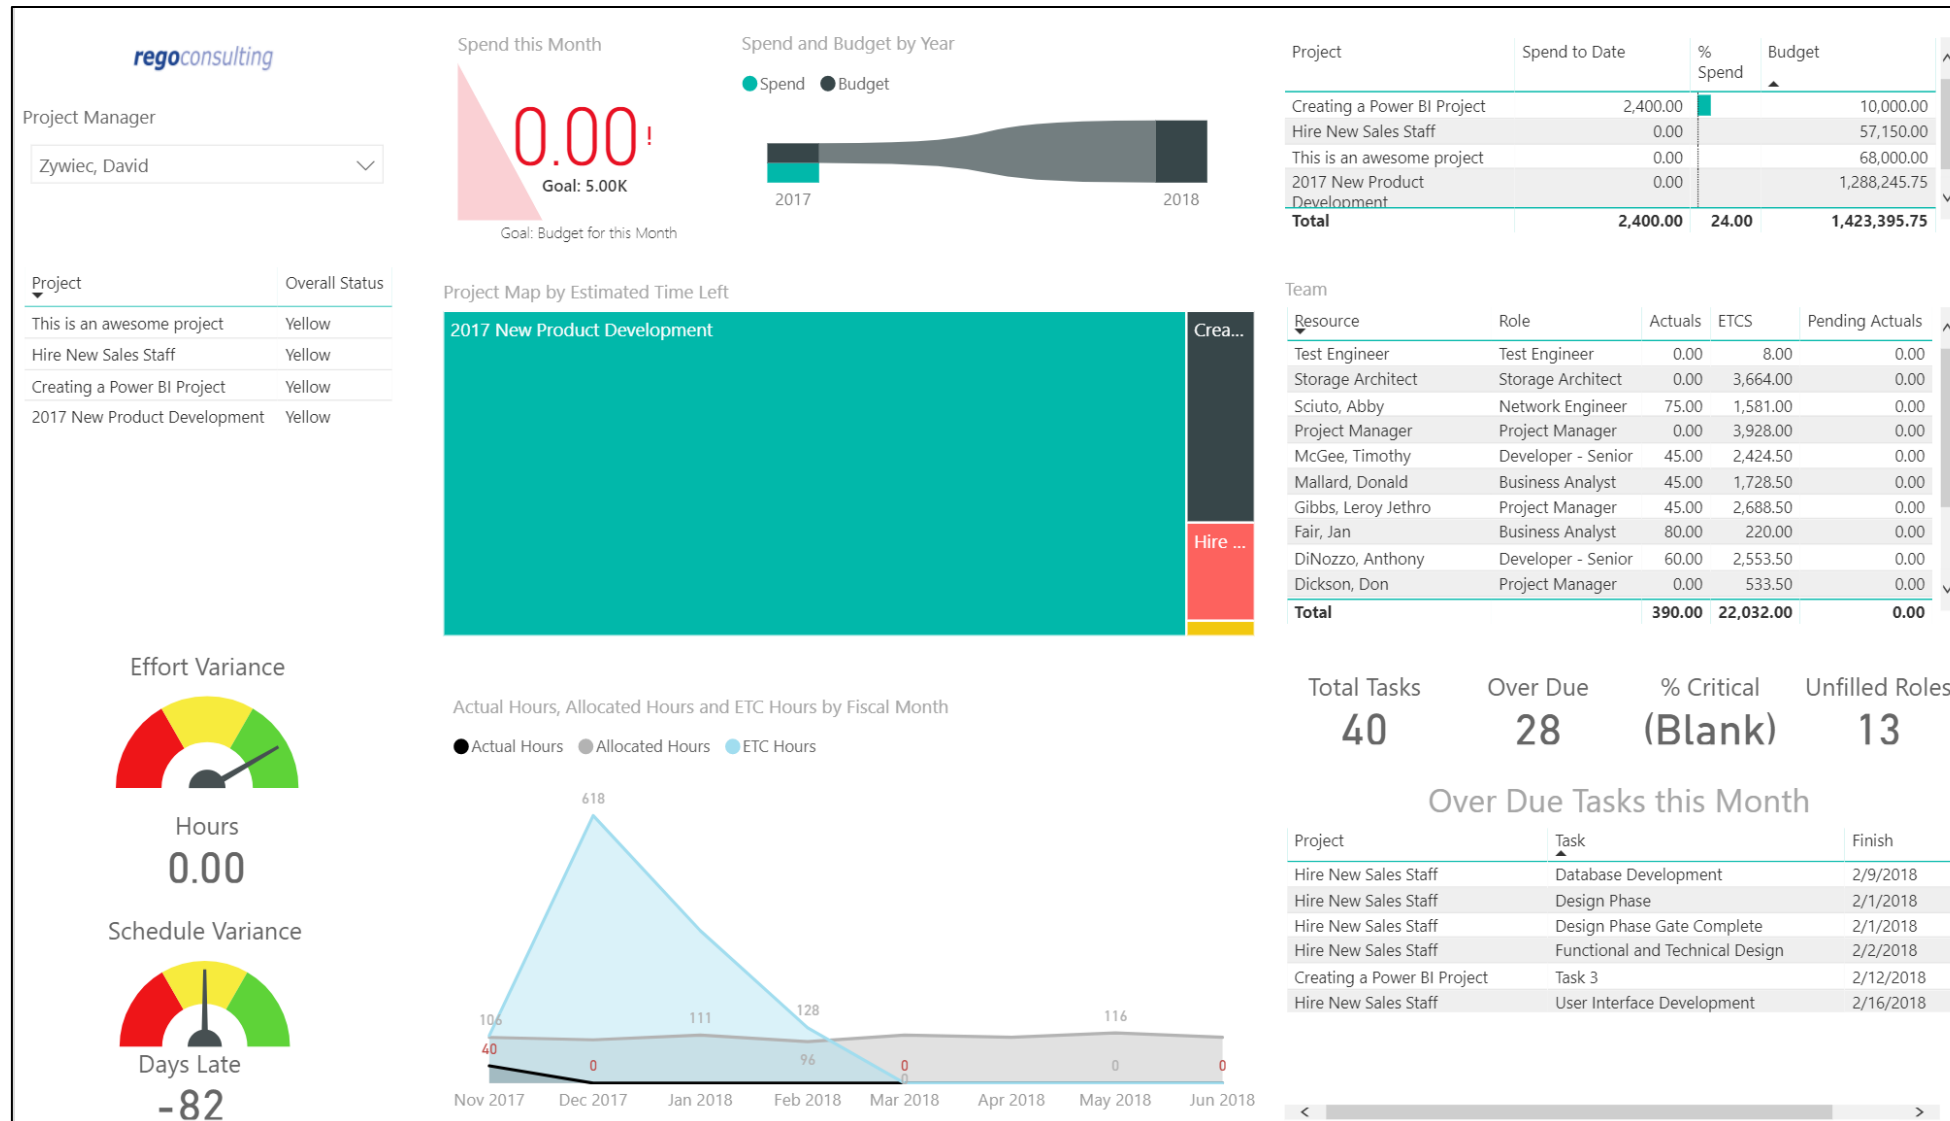 regoconsulting
Project Manager
Zywiec, David
Spend this Month
0.00!
Goal: 5.00K
Goal: Budget for this Month
Spend and Budget by Year
Spend Budget
2017 2018
Project Spend to Date % Spend Budget
Creating a Power BI Project 2,400.00 10,000.00
Hire New Sales Staff 0.00 57,150.00
This is an awesome project 0.00 68,000.00
2017 New Product Development 0.00 1,288,245.75
Total 2,400.00 24.00 1,423,395.75
Project Overall Status
This is an awesome project Yellow
Hire New Sales Staff Yellow
Creating a Power BI Project Yellow
2017 New Product Development Yellow
Project Map by Estimated Time Left
2017 New Product Development Crea...
Hire ...
Team
Resource Role Actuals ETCS Pending Actuals
Test Engineer Test Engineer 0.00 8.00 0.00
Storage Architect Storage Architect 0.00 3,664.00 0.00
Sciuto, Abby Network Engineer 75.00 1,581.00 0.00
Project Manager Project Manager 0.00 3,928.00 0.00
McGee, Timothy Developer - Senior 45.00 2,424.50 0.00
Mallard, Donald Business Analyst 45.00 1,728.50 0.00
Gibbs, Leroy Jethro Project Manager 45.00 2,688.50 0.00
Fair, Jan Business Analyst 80.00 220.00 0.00
DiNozzo, Anthony Developer - Senior 60.00 2,553.50 0.00
Dickson, Don Project Manager 0.00 533.50 0.00
Total 390.00 22,032.00 0.00
Effort Variance
Hours
0.00
Schedule Variance
Days Late
-82
Actual Hours, Allocated Hours and ETC Hours by Fiscal Month
Actual Hours Allocated Hours ETC Hours
618
106 111 128 116
40 0 96 0 0 0 0
Nov 2017 Dec 2017 Jan 2018 Feb 2018 Mar 2018 Apr 2018 May 2018 Jun 2018
Total Tasks Over Due % Critical Unfilled Roles
40 28 (Blank) 13
Over Due Tasks this Month
Project Task Finish
Hire New Sales Staff Database Development 2/9/2018
Hire New Sales Staff Design Phase 2/1/2018
Hire New Sales Staff Design Phase Gate Complete 2/1/2018
Hire New Sales Staff Functional and Technical Design 2/2/2018
Creating a Power BI Project Task 3 2/12/2018
Hire New Sales Staff User Interface Development 2/16/2018